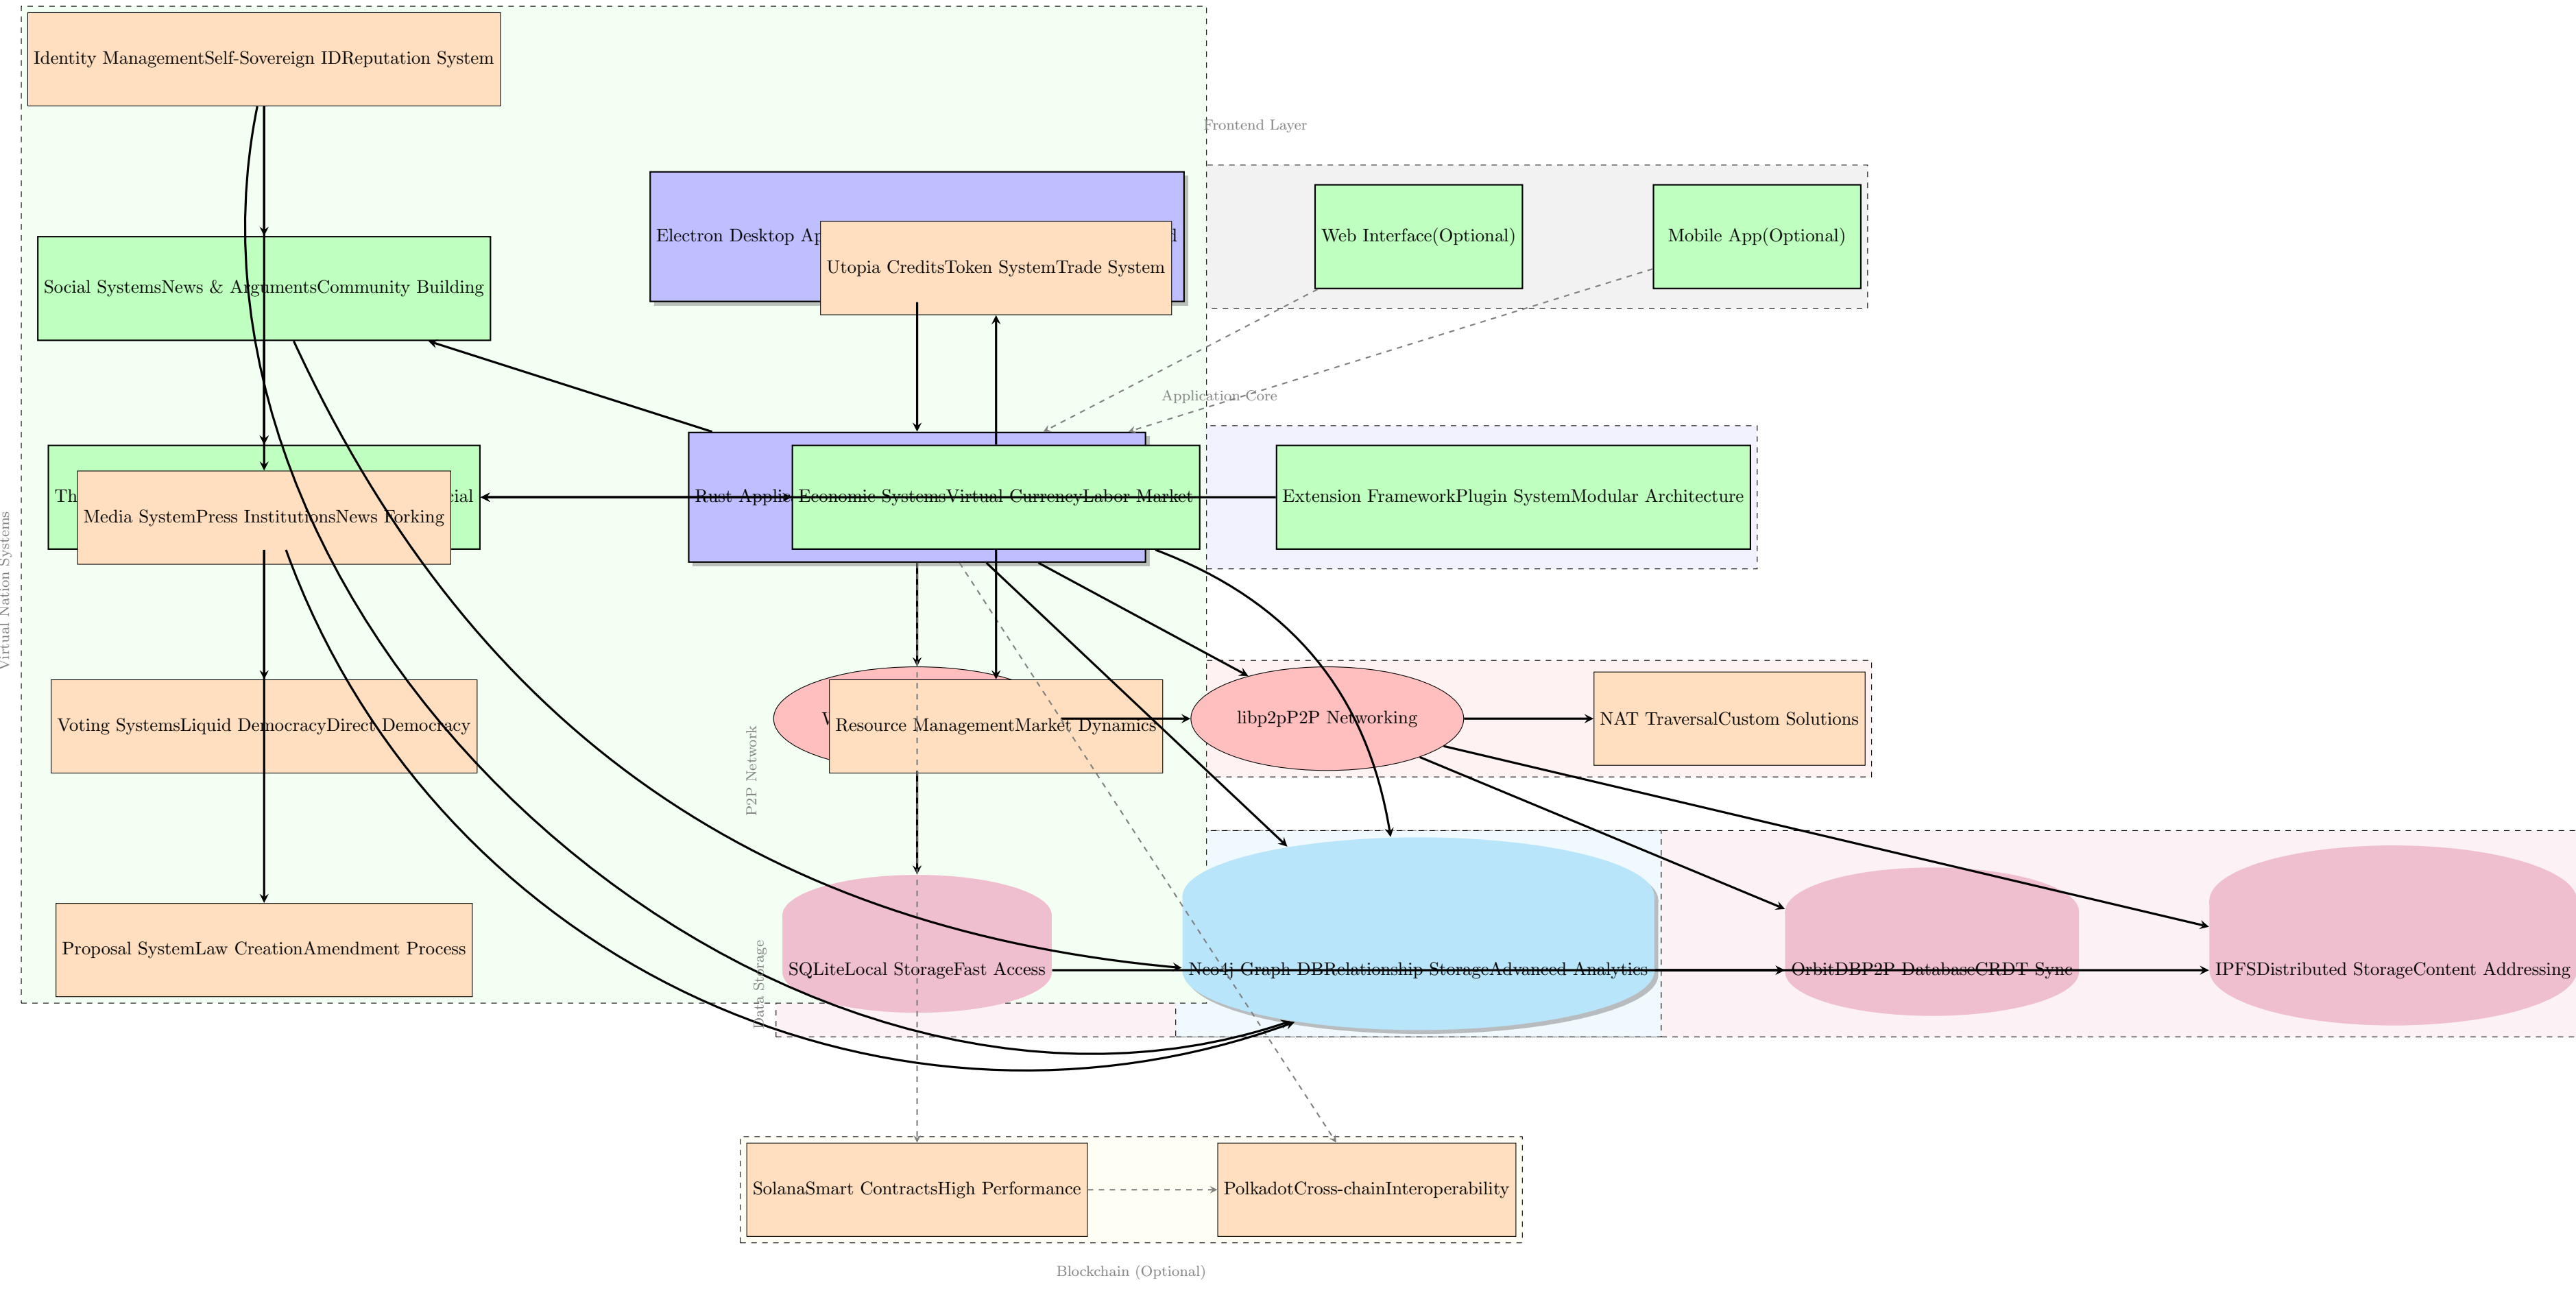 Identity ManagementSelf-Sovereign IDReputation System
Frontend Layer
Electron Desktop Ap
Web Interface(Optional)
Mobile App(Optional)
Utopia CreditsToken SystemTrade System
Social SystemsNews & ArgumentsCommunity Building
Application Core
Rust Appli
Economic SystemsVirtual CurrencyLabor Market
Extension FrameworkPlugin SystemModular Architecture
Media SystemPress InstitutionsNews Forking
Virtual Nation Systems
Voting SystemsLiquid DemocracyDirect Democracy
Resource ManagementMarket Dynamics
libp2pP2P Networking
NAT TraversalCustom Solutions
P2P Network
Proposal SystemLaw CreationAmendment Process
Data Storage
SQLiteLocal StorageFast Access
Neo4j Graph DBRelationship StorageAdvanced Analytics
OrbitDBP2P DatabaseCRDT Sync
IPFSDistributed StorageContent Addressing
SolanaSmart ContractsHigh Performance
PolkadotCross-chainInteroperability
Blockchain (Optional)